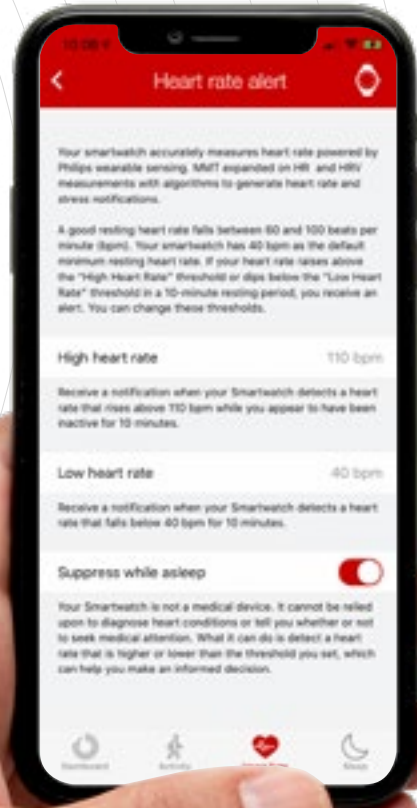 Heart rate alert
Your smartwatch accurately measures heart rate powered by
Philips wearable sensing. MMT expanded on HR and HRV
measurements with algorithms to generate heart rate and
stress notifications.
A good resting heart rate falls between 60 and 100 beats per
minute (bpm). Your smartwatch has 40 bpm as the default
minimum resting heart rate. If your heart rate raises above
the "High Heart Rate" threshold or dips below the "Low Heart
Rate" threshold in a 10-minute resting period, you receive an
alert. You can change these thresholds.
High heart rate 110 bpm
Receive a notification when your Smartwatch detects a heart
rate that rises above 110 bpm while you appear to have been
inactive for 10 minutes.
Low heart rate 40 bpm
Receive a notification when your Smartwatch detects a heart
rate that falls below 40 bpm for 10 minutes.
Suppress while asleep
Your Smartwatch is not a medical device. It cannot be relied
upon to diagnose heart conditions or tell you whether or not
to seek medical attention. What it can do is detect a heart
rate that is higher or lower than the threshold you set, which
can help you make an informed decision.
Dashboard Activity Sleep